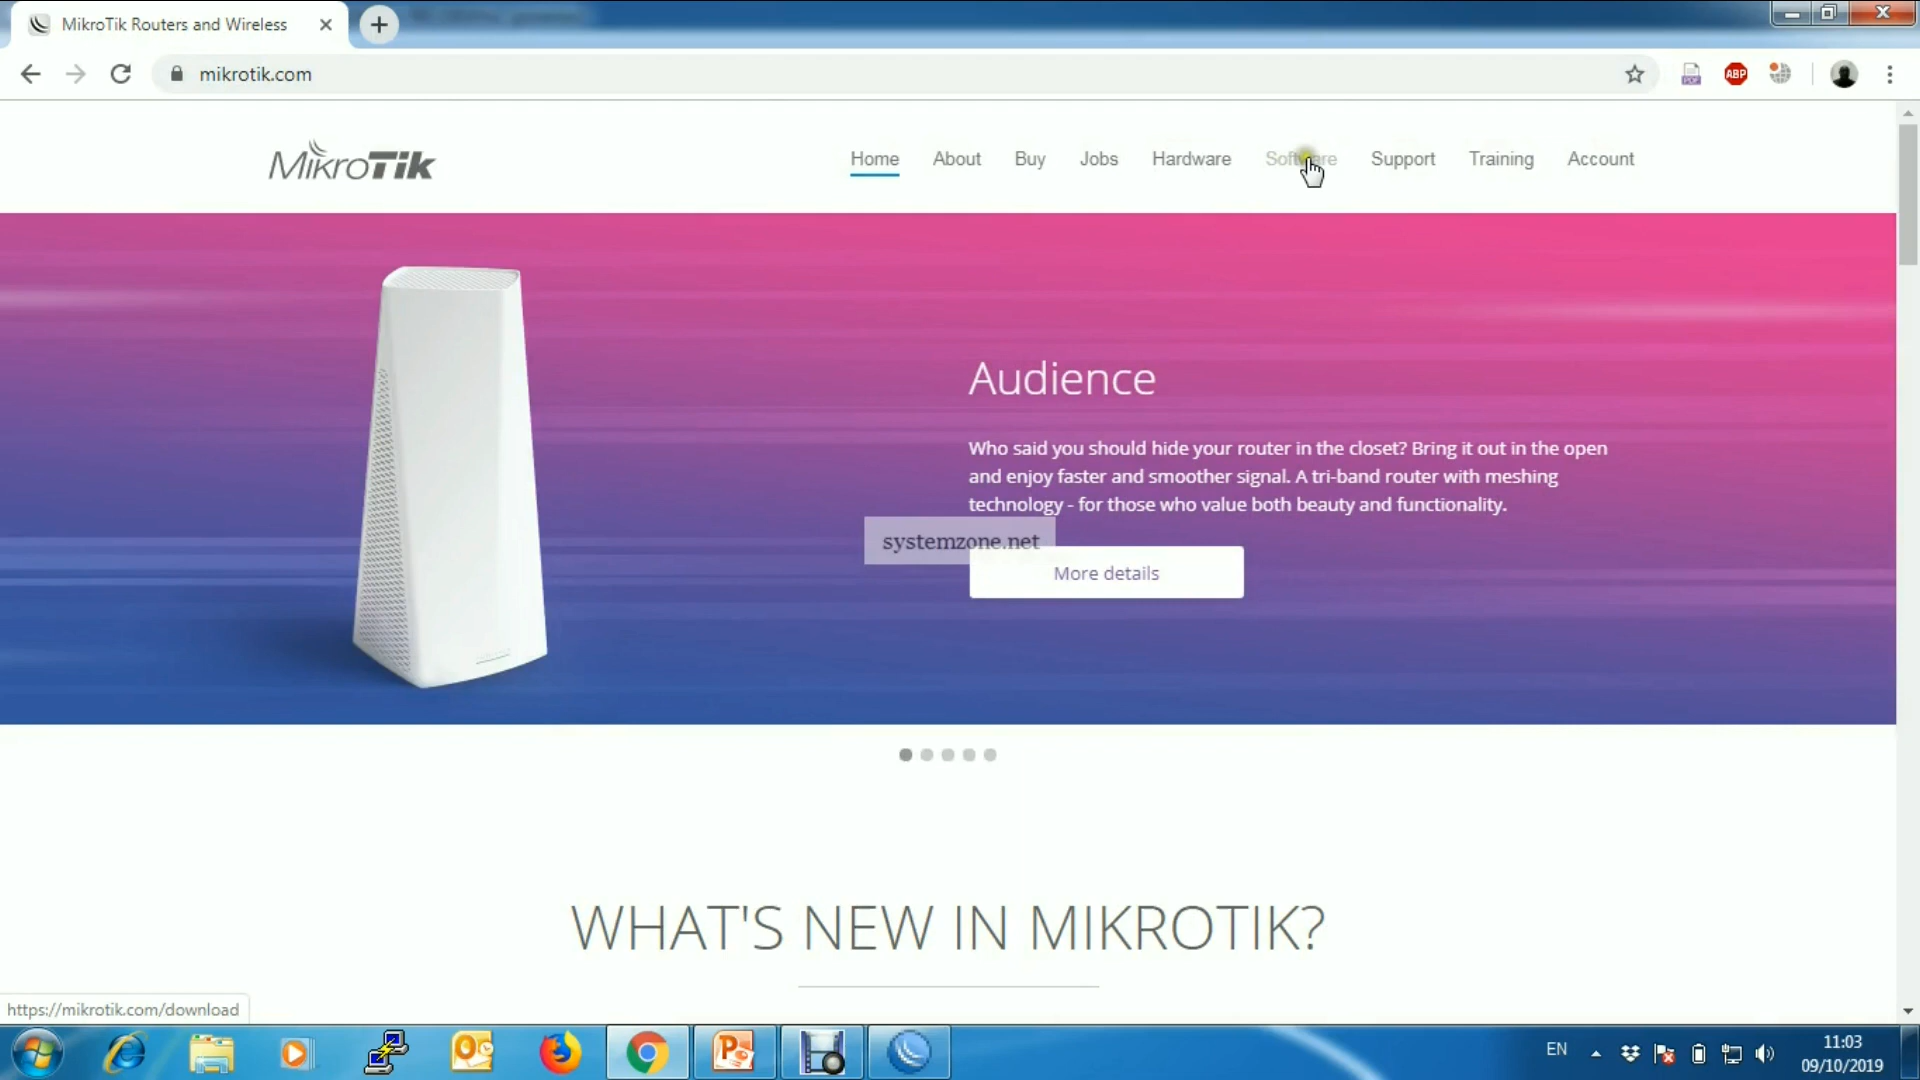 MikroTik Routers and Wireless
mikrotik.com
PDF
ABP
MikroTik
Home
About
Buy
Jobs
Hardware
Software
Support
Training
Account
Audience
Who said you should hide your router in the closet? Bring it out in the open
and enjoy faster and smoother signal. A tri-band router with meshing
technology - for those who value both beauty and functionality.
systemzone.net
More details
WHAT'S NEW IN MIKROTIK?
https://mikrotik.com/download
EN
11:03
09/10/2019